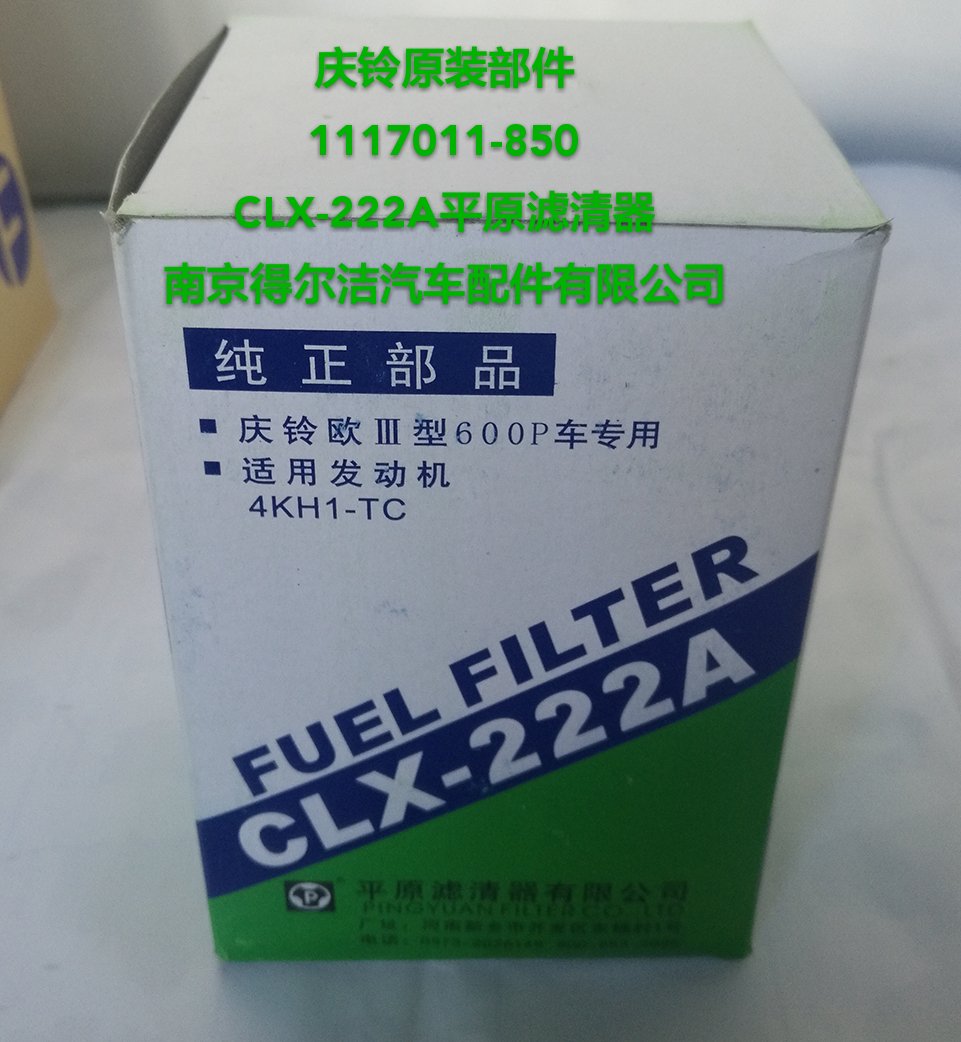 庆铃原装部件
1117011-850
CLX-222A平原滤清器
南京得尔洁汽车配件有限公司
纯正部品
庆铃欧Ⅲ型600P车专用
适用发动机
4KH1-TC
FUEL FILTER
CLX-222A
平原滤清器有限公司
PINGYUAN FILTER CO., LTD